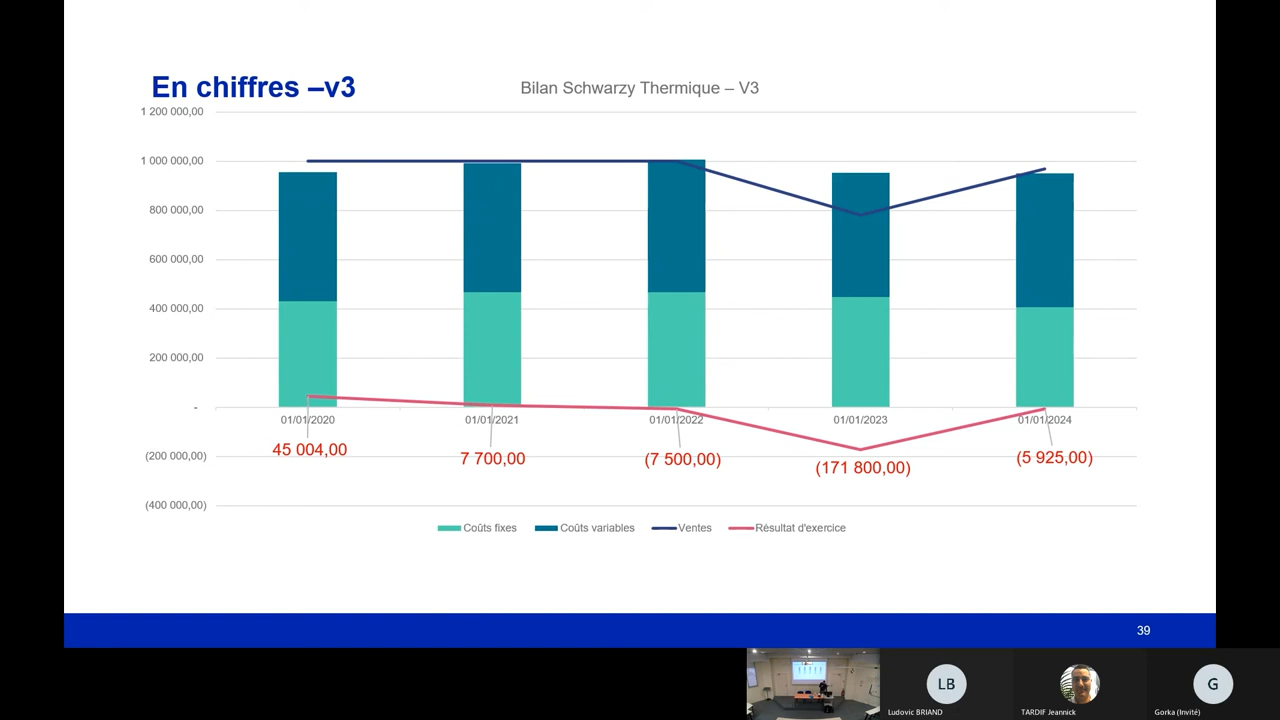 En chiffres –v3
Bilan Schwarzy Thermique – V3
1 200 000,00
1 000 000,00
800 000,00
600 000,00
400 000,00
200 000,00
-
(200 000,00)
(400 000,00)
01/01/2020
01/01/2021
01/01/2022
01/01/2023
01/01/2024
45 004,00
7 700,00
(7 500,00)
(171 800,00)
(5 925,00)
Coûts fixes
Coûts variables
Ventes
Résultat d'exercice
39
LB
G
Ludovic BRIAND
TARDIF Jeannick
Gorka (Invité)